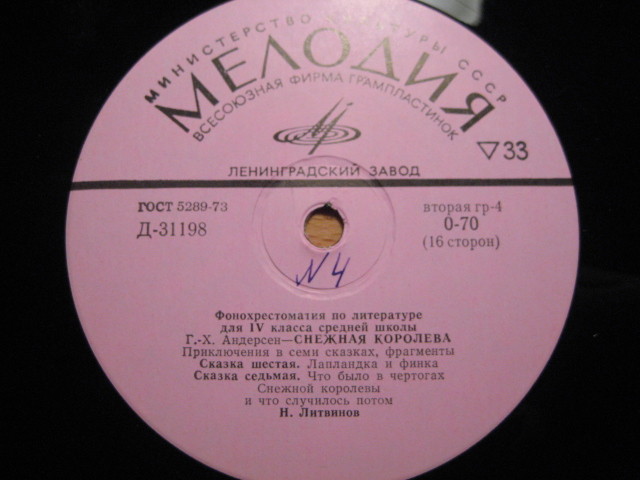 МИНИСТЕРСТВО КУЛЬТУРЫ СССР
МЕЛОДИЯ
ВСЕСОЮЗНАЯ ФИРМА ГРАМПЛАСТИНОК
ЛЕНИНГРАДСКИЙ ЗАВОД
▽33
ГОСТ 5289-73
Д-31198
вторая гр-4
0-70
(16 сторон)
N4
Фонохрестоматия по литературе
для IV класса средней школы
Г.-Х. Андерсен—СНЕЖНАЯ КОРОЛЕВА
Приключения в семи сказках, фрагменты
Сказка шестая. Лапландка и финка
Сказка седьмая. Что было в чертогах
Снежной королевы
и что случилось потом
Н. Литвинов